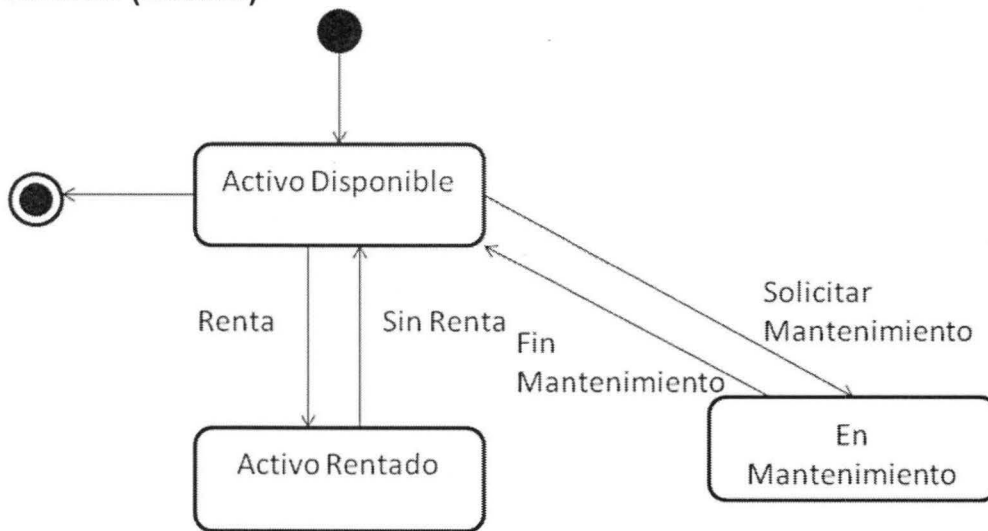 Activo Disponible
Renta
Sin Renta
Solicitar
Mantenimiento
Fin
Mantenimiento
Activo Rentado
En
Mantenimiento